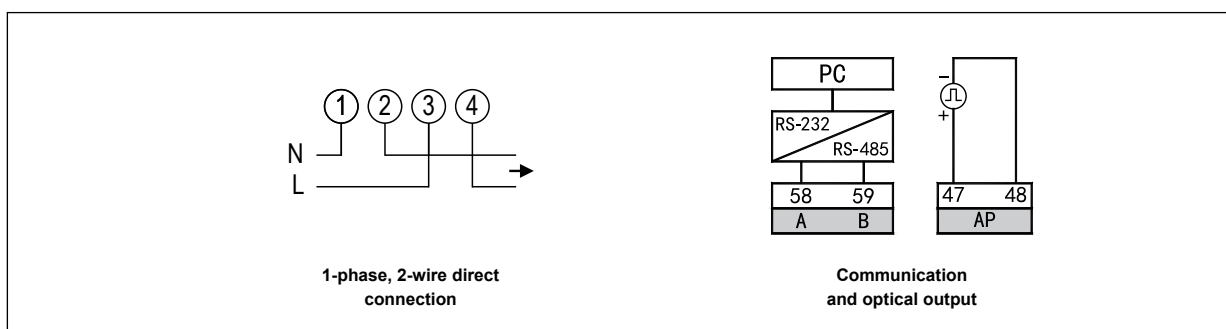 1 2 3 4
N
L
1-phase, 2-wire direct
connection
PC
RS-232
RS-485
58 59
A B
−
+
47 48
AP
Communication
and optical output